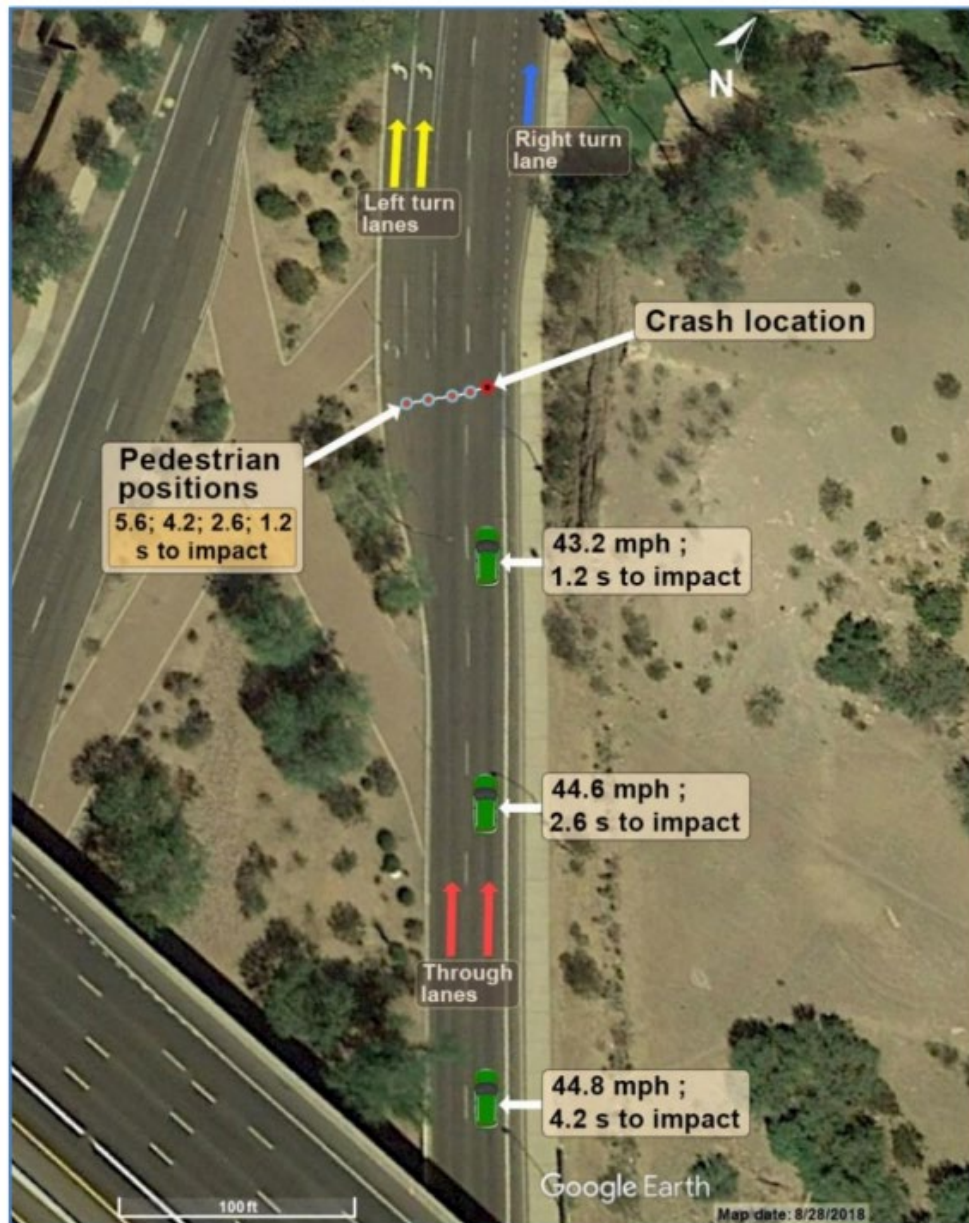 N
Right turn
lane
Left turn
lanes
Crash location
Pedestrian
positions
5.6; 4.2; 2.6; 1.2
s to impact
43.2 mph ;
1.2 s to impact
44.6 mph ;
2.6 s to impact
Through
lanes
44.8 mph ;
4.2 s to impact
100 ft
Google Earth
Map date: 8/28/2018